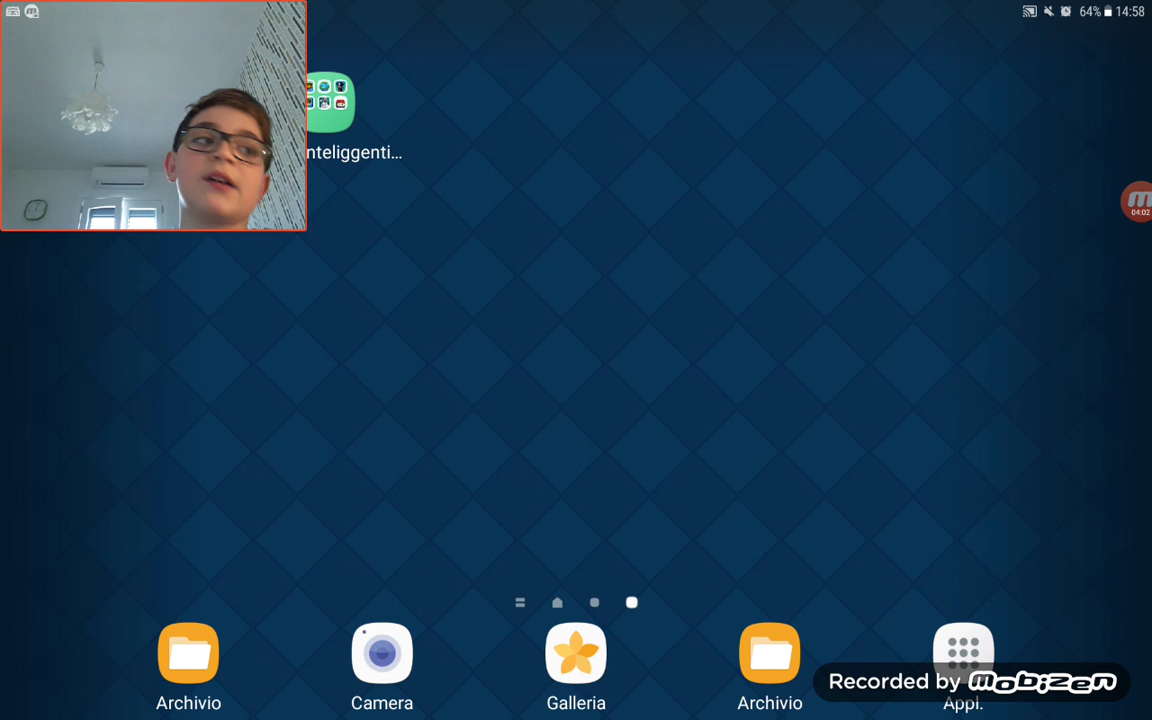 64% 14:58
nteliggenti...
04:02
Archivio
Camera
Galleria
Archivio
Appl.
Recorded by mobizen